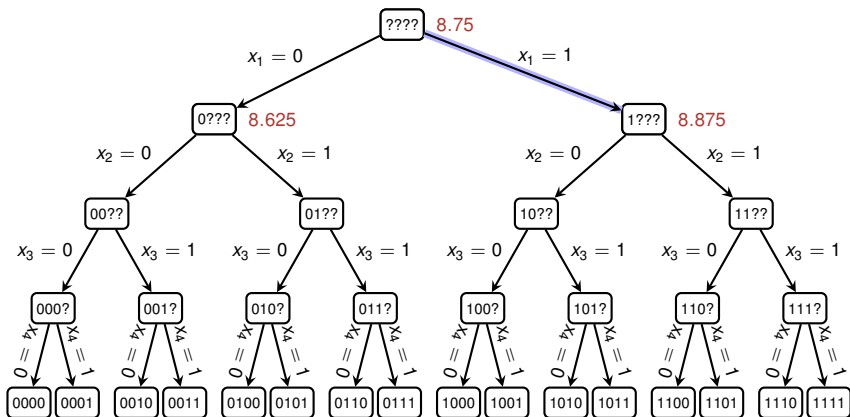 ???? 8.75
x₁ = 0 x₁ = 1
0??? 8.625 1??? 8.875
x₂ = 0 x₂ = 1 x₂ = 0 x₂ = 1
00?? 01?? 10?? 11??
x₃ = 0 x₃ = 1 x₃ = 0 x₃ = 1 x₃ = 0 x₃ = 1 x₃ = 0 x₃ = 1
000? 001? 010? 011? 100? 101? 110? 111?
x₄ = 0 x₄ = 1 x₄ = 0 x₄ = 1 x₄ = 0 x₄ = 1 x₄ = 0 x₄ = 1 x₄ = 0 x₄ = 1 x₄ = 0 x₄ = 1 x₄ = 0 x₄ = 1 x₄ = 0 x₄ = 1
0000 0001 0010 0011 0100 0101 0110 0111 1000 1001 1010 1011 1100 1101 1110 1111